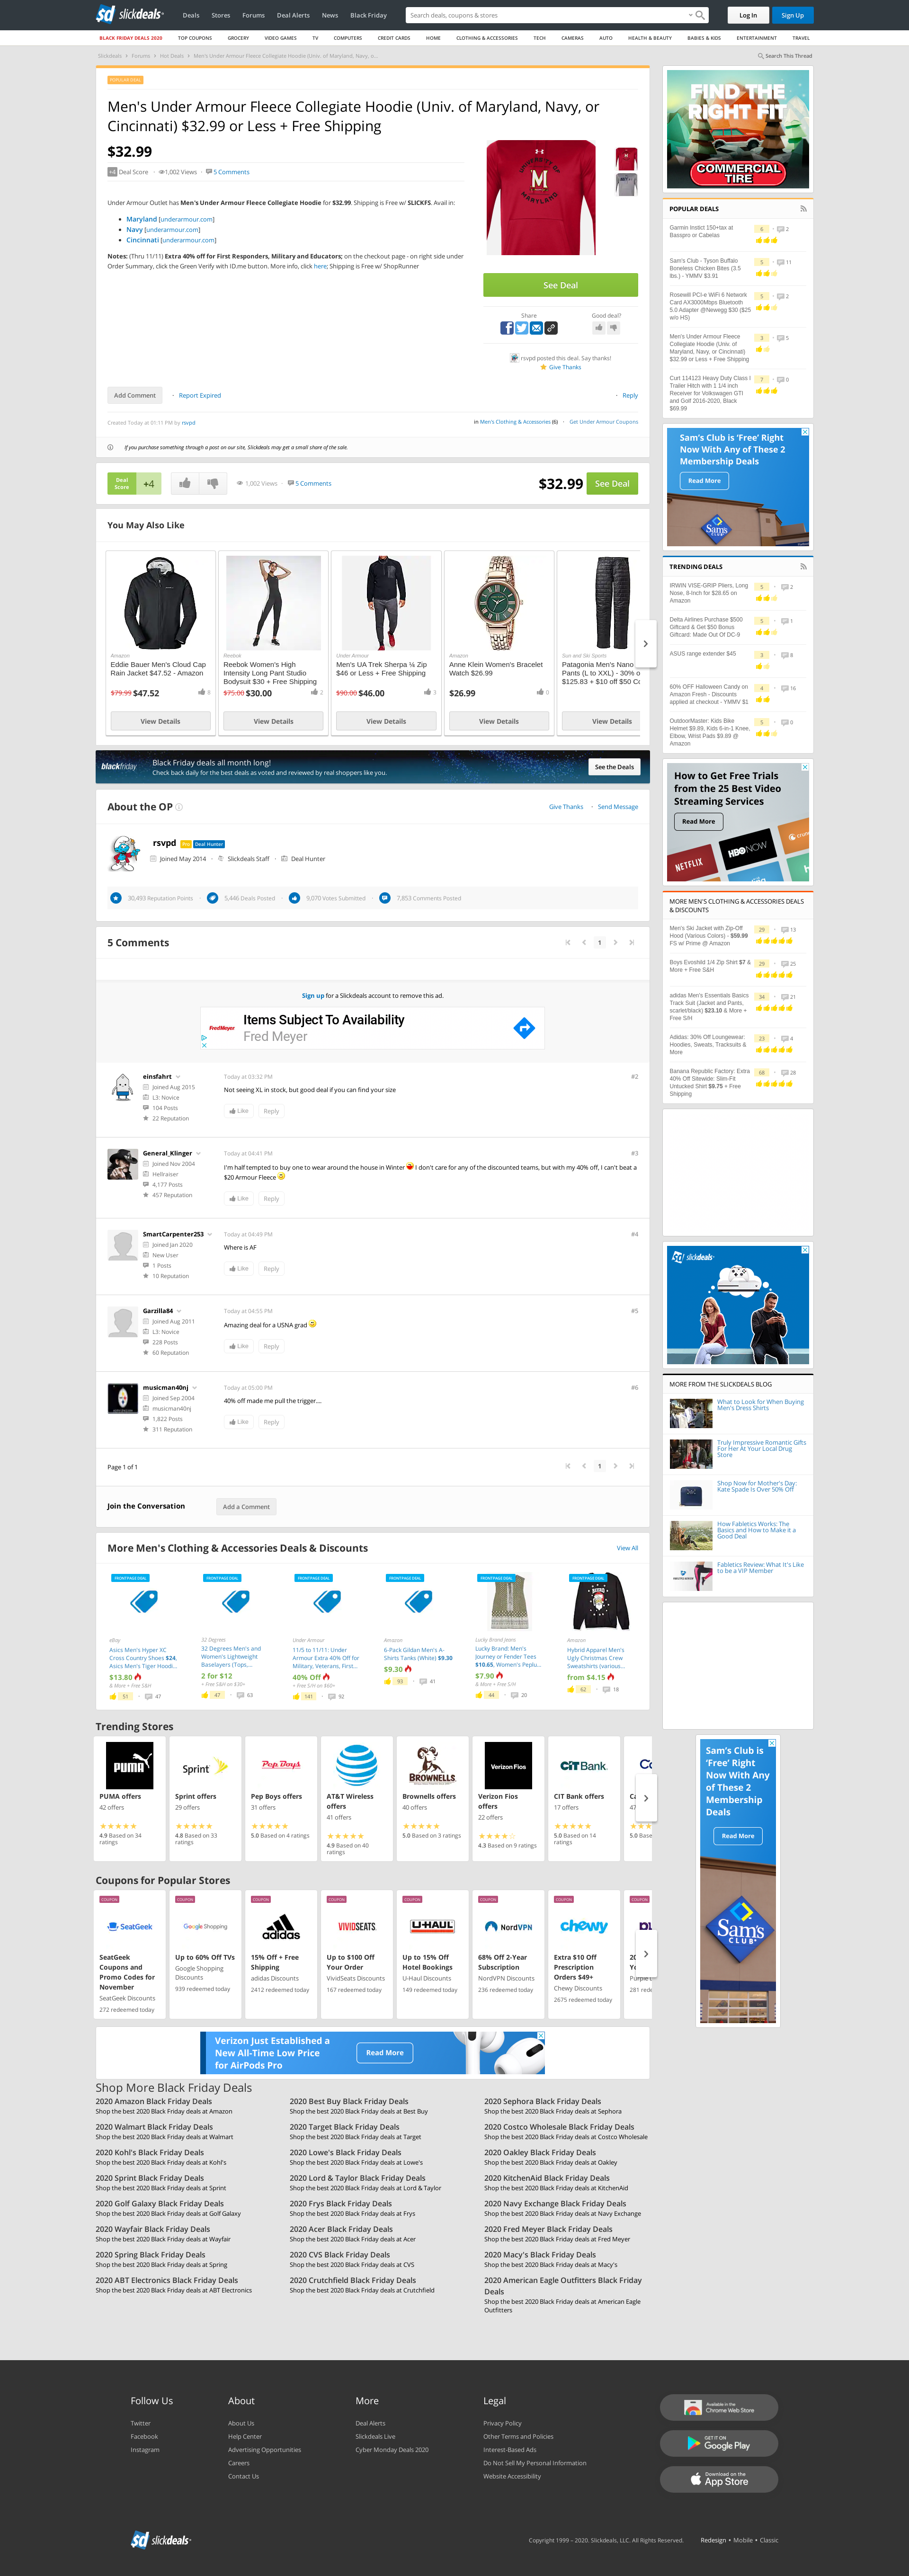 slickdeals
Deals Stores Forums Deal Alerts News Black Friday
Search deals, coupons & stores
Log In Sign Up
BLACK FRIDAY DEALS 2020 TOP COUPONS GROCERY VIDEO GAMES TV COMPUTERS CREDIT CARDS HOME CLOTHING & ACCESSORIES TECH CAMERAS AUTO HEALTH & BEAUTY BABIES & KIDS ENTERTAINMENT TRAVEL
Slickdeals > Forums > Hot Deals > Men's Under Armour Fleece Collegiate Hoodie (Univ. of Maryland, Navy, o...
Search This Thread
POPULAR DEAL
Men's Under Armour Fleece Collegiate Hoodie (Univ. of Maryland, Navy, or
Cincinnati) $32.99 or Less + Free Shipping
$32.99
+4 Deal Score 1,002 Views 5 Comments
Under Armour Outlet has Men's Under Armour Fleece Collegiate Hoodie for $32.99. Shipping is Free w/ SLICKFS. Avail in:
Maryland [underarmour.com]
Navy [underarmour.com]
Cincinnati [underarmour.com]
Notes: (Thru 11/11) Extra 40% off for First Responders, Military and Educators; on the checkout page - on right side under
Order Summary, click the Green Verify with ID.me button. More info, click here; Shipping is Free w/ ShopRunner
See Deal
Share Good deal?
rsvpd posted this deal. Say thanks!
Give Thanks
Add Comment Report Expired Reply
Created Today at 01:11 PM by rsvpd
in Men's Clothing & Accessories (6) Get Under Armour Coupons
If you purchase something through a post on our site, Slickdeals may get a small share of the sale.
Deal
Score
+4
1,002 Views 5 Comments
$32.99 See Deal
You May Also Like
Amazon
Eddie Bauer Men's Cloud Cap
Rain Jacket $47.52 - Amazon
$79.99 $47.52 8
View Details
Reebok
Reebok Women's High
Intensity Long Pant Studio
Bodysuit $30 + Free Shipping
$75.00 $30.00 2
View Details
Under Armour
Men's UA Trek Sherpa ¼ Zip
$46 or Less + Free Shipping
$90.00 $46.00 3
View Details
Amazon
Anne Klein Women's Bracelet
Watch $26.99
$26.99 0
View Details
Sun and Ski Sports
Patagonia Men's Nano
Pants (L to XXL) - 30% o
$125.83 + $10 off $50 Co
View Details
blackfriday
Black Friday deals all month long!
Check back daily for the best deals as voted and reviewed by real shoppers like you.
See the Deals
About the OP
Give Thanks Send Message
rsvpd Pro Deal Hunter
Joined May 2014 Slickdeals Staff Deal Hunter
30,493 Reputation Points 5,446 Deals Posted 9,070 Votes Submitted 7,853 Comments Posted
5 Comments
1
Sign up for a Slickdeals account to remove this ad.
Fred Meyer
Items Subject To Availability
Fred Meyer
einsfahrt
Joined Aug 2015
L3: Novice
104 Posts
22 Reputation
Today at 03:32 PM #2
Not seeing XL in stock, but good deal if you can find your size
Like Reply
General_Klinger
Joined Nov 2004
Hellraiser
4,177 Posts
457 Reputation
Today at 04:41 PM #3
I'm half tempted to buy one to wear around the house in Winter I don't care for any of the discounted teams, but with my 40% off, I can't beat a
$20 Armour Fleece
Like Reply
SmartCarpenter253
Joined Jan 2020
New User
1 Posts
10 Reputation
Today at 04:49 PM #4
Where is AF
Like Reply
Garzilla84
Joined Aug 2011
L3: Novice
228 Posts
60 Reputation
Today at 04:55 PM #5
Amazing deal for a USNA grad
Like Reply
musicman40nj
Joined Sep 2004
musicman40nj
1,822 Posts
311 Reputation
Today at 05:00 PM #6
40% off made me pull the trigger....
Like Reply
Page 1 of 1
1
Join the Conversation Add a Comment
More Men's Clothing & Accessories Deals & Discounts
View All
FRONTPAGE DEAL
eBay
Asics Men's Hyper XC
Cross Country Shoes $24,
Asics Men's Tiger Hoodi...
$13.80
& More + Free S&H
51 47
FRONTPAGE DEAL
32 Degrees
32 Degrees Men's and
Women's Lightweight
Baselayers (Tops,...
2 for $12
+ Free S&H on $30+
47 63
FRONTPAGE DEAL
Under Armour
11/5 to 11/11: Under
Armour Extra 40% Off for
Military, Veterans, First...
40% Off
+ Free S/H on $60+
141 92
FRONTPAGE DEAL
Amazon
6-Pack Gildan Men's A-
Shirts Tanks (White) $9.30
$9.30
93 41
FRONTPAGE DEAL
Lucky Brand Jeans
Lucky Brand: Men's
Journey or Fender Tees
$10.65, Women's Peplu...
$7.90
& More + Free S/H
44 20
FRONTPAGE DEAL
Amazon
Hybrid Apparel Men's
Ugly Christmas Crew
Sweatshirts (various...
from $4.15
62 18
Trending Stores
PUMA
PUMA offers
42 offers
4.9 Based on 34
ratings
Sprint
Sprint offers
29 offers
4.8 Based on 33
ratings
Pep Boys
Pep Boys offers
31 offers
5.0 Based on 4 ratings
AT&T Wireless
offers
41 offers
4.9 Based on 40
ratings
BROWNELLS
Brownells offers
40 offers
5.0 Based on 3 ratings
Verizon Fios
Verizon Fios
offers
22 offers
4.3 Based on 9 ratings
CIT Bank
CIT Bank offers
17 offers
5.0 Based on 14
ratings
Coupons for Popular Stores
COUPON
SeatGeek
SeatGeek
Coupons and
Promo Codes for
November
SeatGeek Discounts
272 redeemed today
COUPON
Google Shopping
Up to 60% Off TVs
Google Shopping
Discounts
939 redeemed today
COUPON
adidas
15% Off + Free
Shipping
adidas Discounts
2412 redeemed today
COUPON
VIVIDSEATS
Up to $100 Off
Your Order
VividSeats Discounts
167 redeemed today
COUPON
U-HAUL
Up to 15% Off
Hotel Bookings
U-Haul Discounts
149 redeemed today
COUPON
NordVPN
68% Off 2-Year
Subscription
NordVPN Discounts
236 redeemed today
COUPON
chewy
Extra $10 Off
Prescription
Orders $49+
Chewy Discounts
2675 redeemed today
COUPON
Verizon Just Established a
New All-Time Low Price
for AirPods Pro
Read More
Shop More Black Friday Deals
2020 Amazon Black Friday Deals
Shop the best 2020 Black Friday deals at Amazon
2020 Best Buy Black Friday Deals
Shop the best 2020 Black Friday deals at Best Buy
2020 Sephora Black Friday Deals
Shop the best 2020 Black Friday deals at Sephora
2020 Walmart Black Friday Deals
Shop the best 2020 Black Friday deals at Walmart
2020 Target Black Friday Deals
Shop the best 2020 Black Friday deals at Target
2020 Costco Wholesale Black Friday Deals
Shop the best 2020 Black Friday deals at Costco Wholesale
2020 Kohl's Black Friday Deals
Shop the best 2020 Black Friday deals at Kohl's
2020 Lowe's Black Friday Deals
Shop the best 2020 Black Friday deals at Lowe's
2020 Oakley Black Friday Deals
Shop the best 2020 Black Friday deals at Oakley
2020 Sprint Black Friday Deals
Shop the best 2020 Black Friday deals at Sprint
2020 Lord & Taylor Black Friday Deals
Shop the best 2020 Black Friday deals at Lord & Taylor
2020 KitchenAid Black Friday Deals
Shop the best 2020 Black Friday deals at KitchenAid
2020 Golf Galaxy Black Friday Deals
Shop the best 2020 Black Friday deals at Golf Galaxy
2020 Frys Black Friday Deals
Shop the best 2020 Black Friday deals at Frys
2020 Navy Exchange Black Friday Deals
Shop the best 2020 Black Friday deals at Navy Exchange
2020 Wayfair Black Friday Deals
Shop the best 2020 Black Friday deals at Wayfair
2020 Acer Black Friday Deals
Shop the best 2020 Black Friday deals at Acer
2020 Fred Meyer Black Friday Deals
Shop the best 2020 Black Friday deals at Fred Meyer
2020 Spring Black Friday Deals
Shop the best 2020 Black Friday deals at Spring
2020 CVS Black Friday Deals
Shop the best 2020 Black Friday deals at CVS
2020 Macy's Black Friday Deals
Shop the best 2020 Black Friday deals at Macy's
2020 ABT Electronics Black Friday Deals
Shop the best 2020 Black Friday deals at ABT Electronics
2020 Crutchfield Black Friday Deals
Shop the best 2020 Black Friday deals at Crutchfield
2020 American Eagle Outfitters Black Friday
Deals
Shop the best 2020 Black Friday deals at American Eagle
Outfitters
FIND THE
RIGHT FIT
COMMERCIAL
TIRE
POPULAR DEALS
Garmin Instict 150+tax at
Basspro or Cabelas
6 2
Sam's Club - Tyson Buffalo
Boneless Chicken Bites (3.5
lbs.) - YMMV $3.91
5 11
Rosewill PCI-e WiFi 6 Network
Card AX3000Mbps Bluetooth
5.0 Adapter @Newegg $30 ($25
w/o HS)
5 2
Men's Under Armour Fleece
Collegiate Hoodie (Univ. of
Maryland, Navy, or Cincinnati)
$32.99 or Less + Free Shipping
3 5
Curt 114123 Heavy Duty Class I
Trailer Hitch with 1 1/4 inch
Receiver for Volkswagen GTI
and Golf 2016-2020, Black
$69.99
7 0
Sam's Club is 'Free' Right
Now With Any of These 2
Membership Deals
Read More
TRENDING DEALS
IRWIN VISE-GRIP Pliers, Long
Nose, 8-Inch for $28.65 on
Amazon
5 2
Delta Airlines Purchase $500
Giftcard & Get $50 Bonus
Giftcard: Made Out Of DC-9
5 1
ASUS range extender $45
3 8
60% OFF Halloween Candy on
Amazon Fresh - Discounts
applied at checkout - YMMV $1
4 16
OutdoorMaster: Kids Bike
Helmet $9.89, Kids 6-in-1 Knee,
Elbow, Wrist Pads $9.89 @
Amazon
5 0
How to Get Free Trials
from the 25 Best Video
Streaming Services
Read More
NETFLIX HBO NOW
MORE MEN'S CLOTHING & ACCESSORIES DEALS
& DISCOUNTS
Men's Ski Jacket with Zip-Off
Hood (Various Colors) - $59.99
FS w/ Prime @ Amazon
29 13
Boys Evoshild 1/4 Zip Shirt $7 &
More + Free S&H
29 25
adidas Men's Essentials Basics
Track Suit (Jacket and Pants,
scarlet/black) $23.10 & More +
Free S/H
34 21
Adidas: 30% Off Loungewear:
Hoodies, Sweats, Tracksuits &
More
23 4
Banana Republic Factory: Extra
40% Off Sitewide: Slim-Fit
Untucked Shirt $9.75 + Free
Shipping
68 28
slickdeals
MORE FROM THE SLICKDEALS BLOG
What to Look for When Buying
Men's Dress Shirts
Truly Impressive Romantic Gifts
For Her At Your Local Drug
Store
Shop Now for Mother's Day:
Kate Spade Is Over 50% Off
How Fabletics Works: The
Basics and How to Make it a
Good Deal
Fabletics Review: What It's Like
to be a VIP Member
Sam's Club is
'Free' Right
Now With Any
of These 2
Membership
Deals
Read More
Sam's
CLUB
Follow Us
Twitter
Facebook
Instagram
About
About Us
Help Center
Advertising Opportunities
Careers
Contact Us
More
Deal Alerts
Slickdeals Live
Cyber Monday Deals 2020
Legal
Privacy Policy
Other Terms and Policies
Interest-Based Ads
Do Not Sell My Personal Information
Website Accessibility
Available in the
Chrome Web Store
GET IT ON
Google Play
Download on the
App Store
slickdeals
Copyright 1999 – 2020. Slickdeals, LLC. All Rights Reserved. Redesign • Mobile • Classic